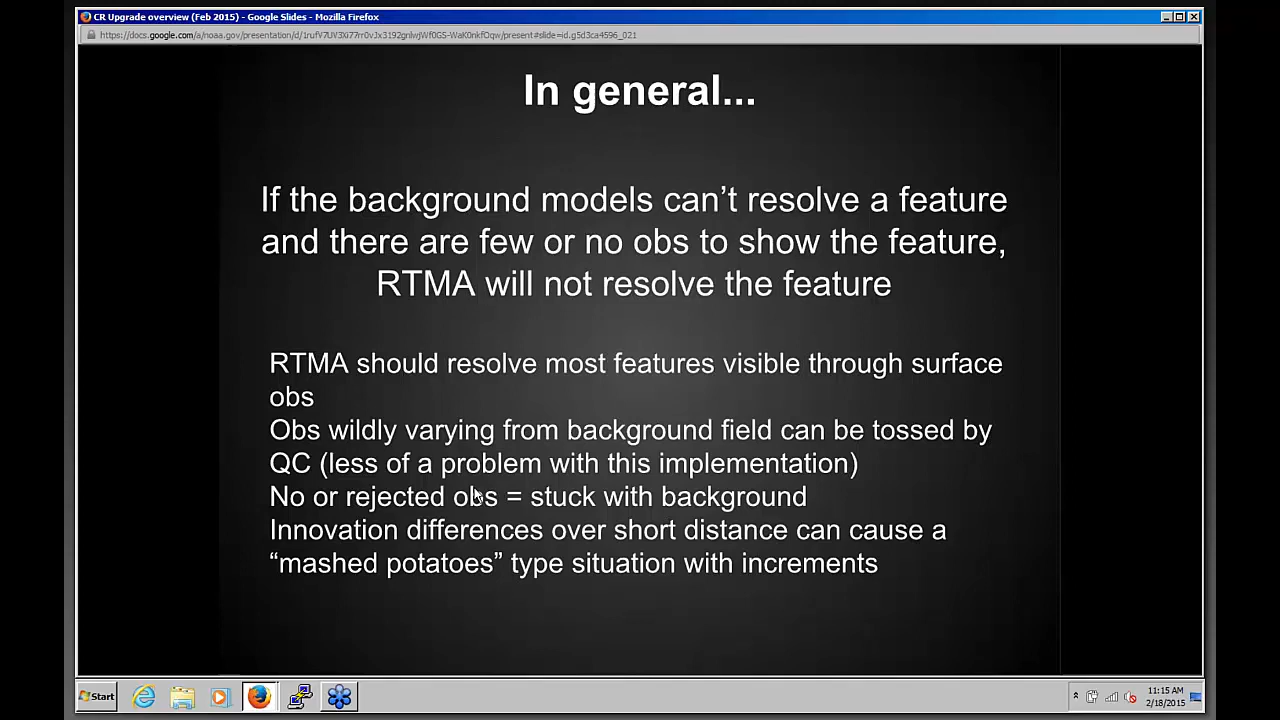 CR Upgrade overview (Feb 2015) - Google Slides - Mozilla Firefox
In general...
If the background models can't resolve a feature
and there are few or no obs to show the feature,
RTMA will not resolve the feature
RTMA should resolve most features visible through surface
obs
Obs wildly varying from background field can be tossed by
QC (less of a problem with this implementation)
No or rejected obs = stuck with background
Innovation differences over short distance can cause a
“mashed potatoes” type situation with increments
Start
11:15 AM
2/18/2015